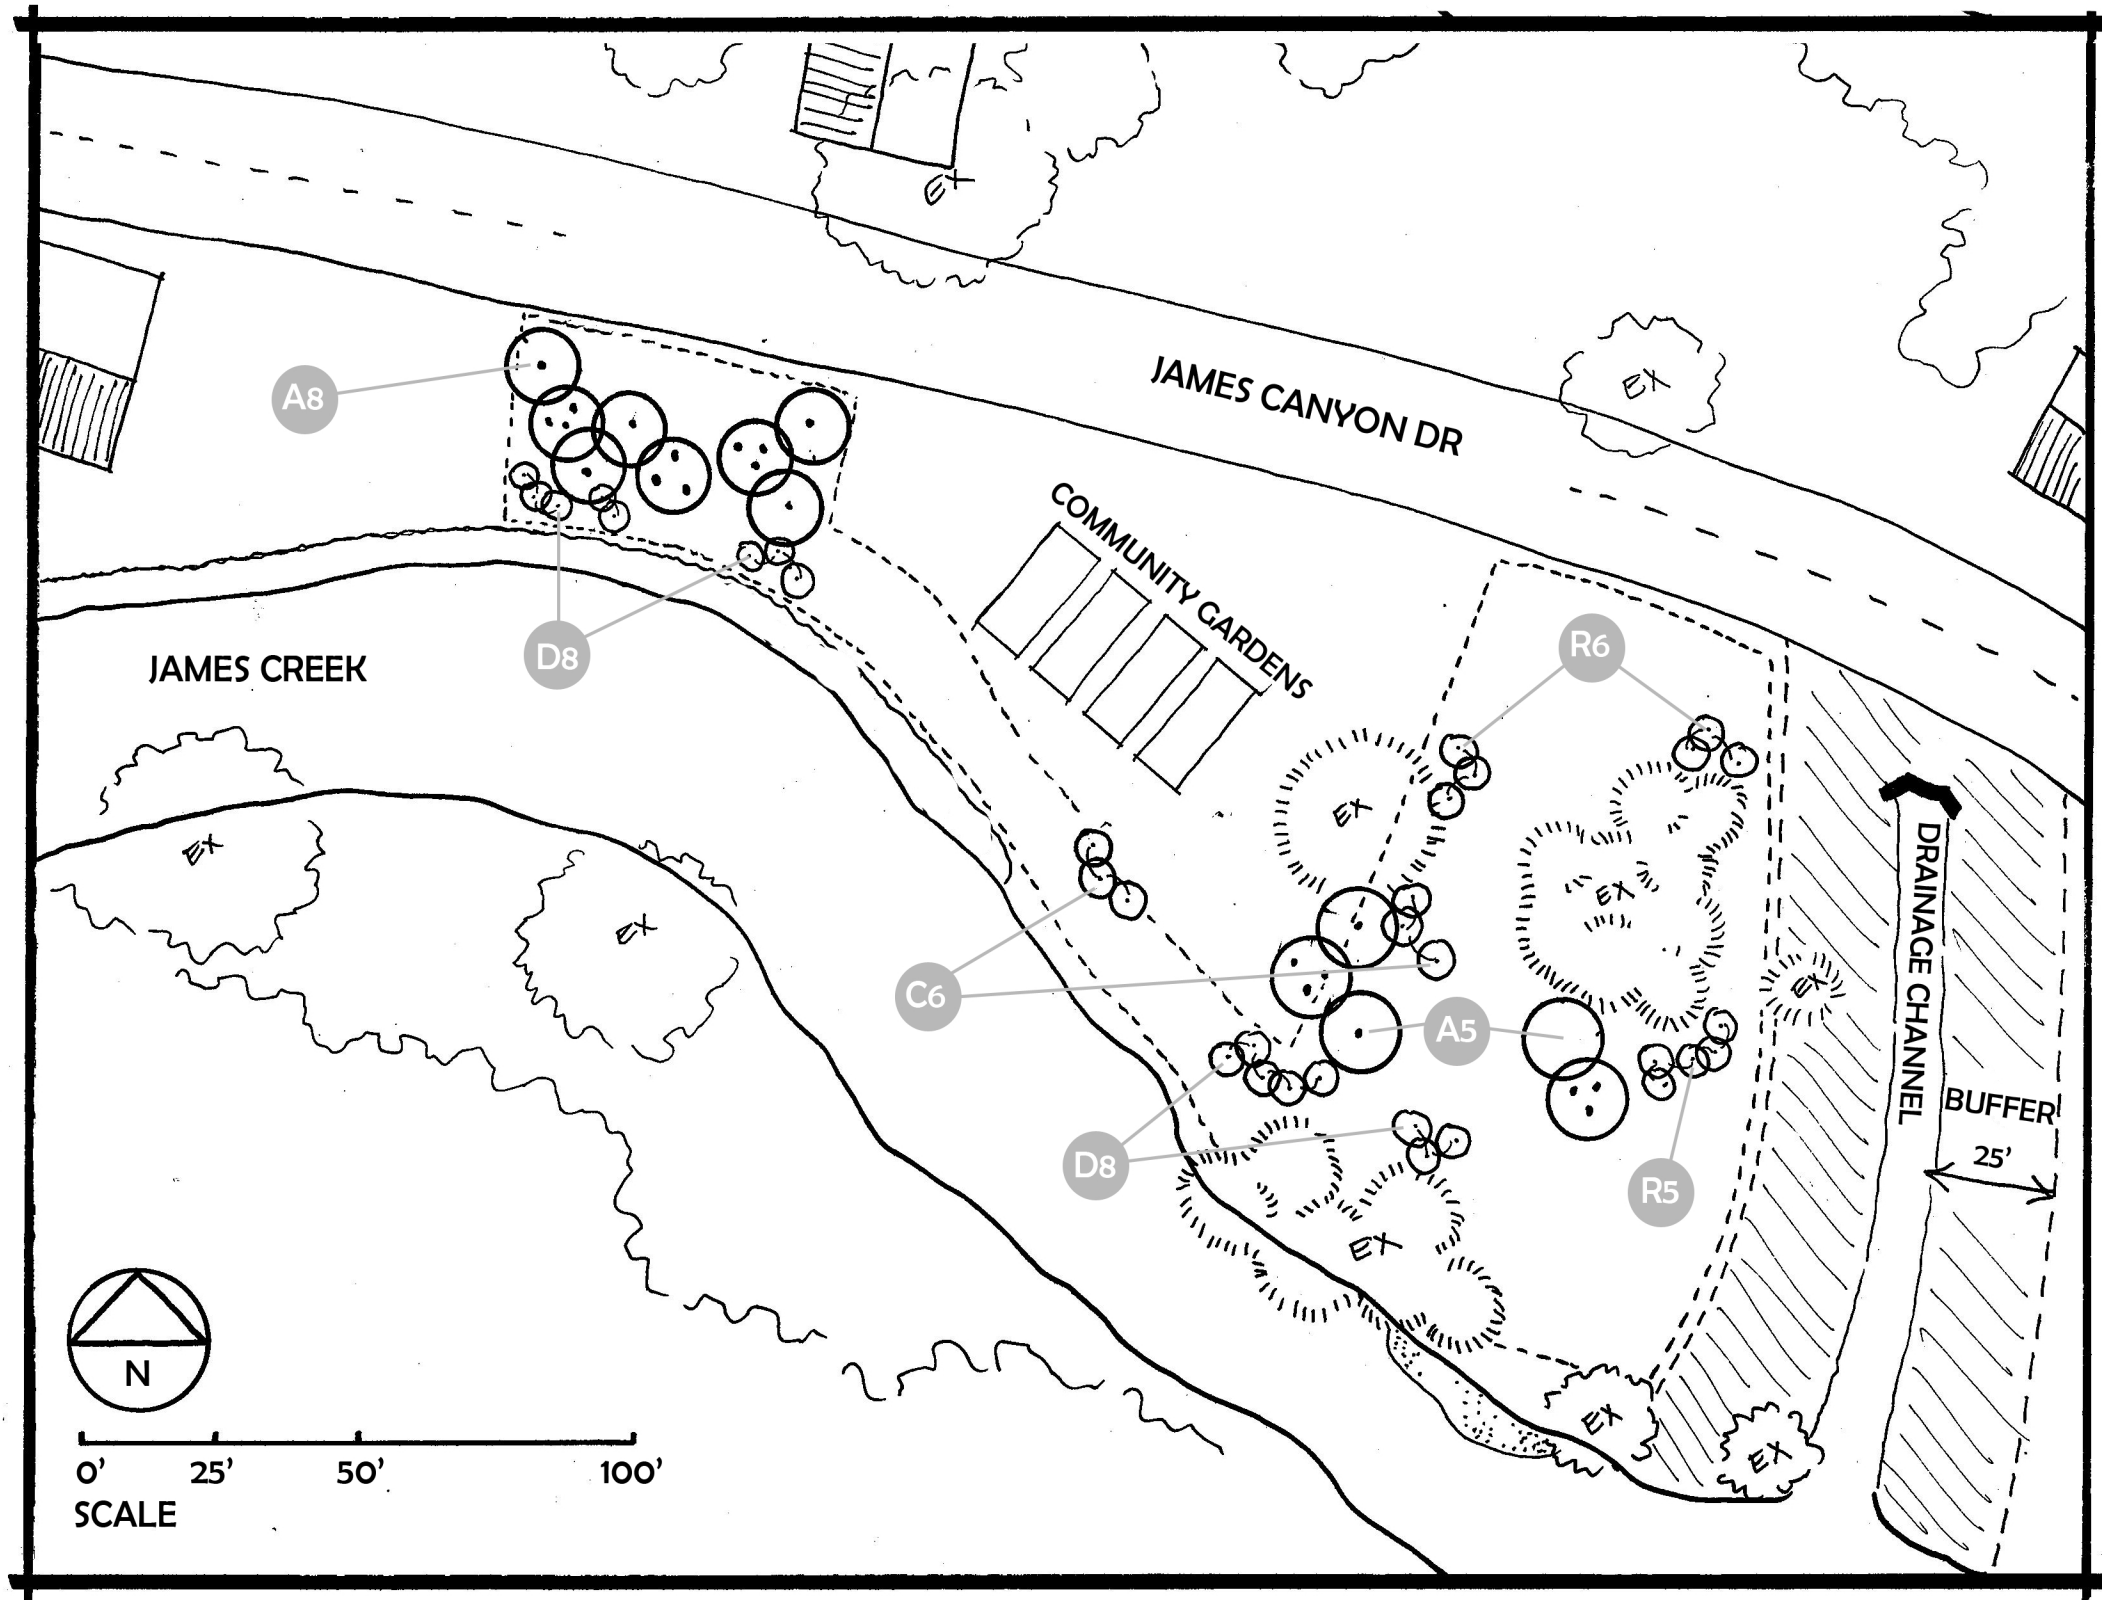 EX
JAMES CANYON DR
EX
A8
COMMUNITY GARDENS
D8
JAMES CREEK
R6
EX
EX
EX
EX
EX
DRAINAGE CHANNEL
C6
A5
BUFFER
25'
D8
R5
EX
EX
EX
N
0' 25' 50' 100'
SCALE